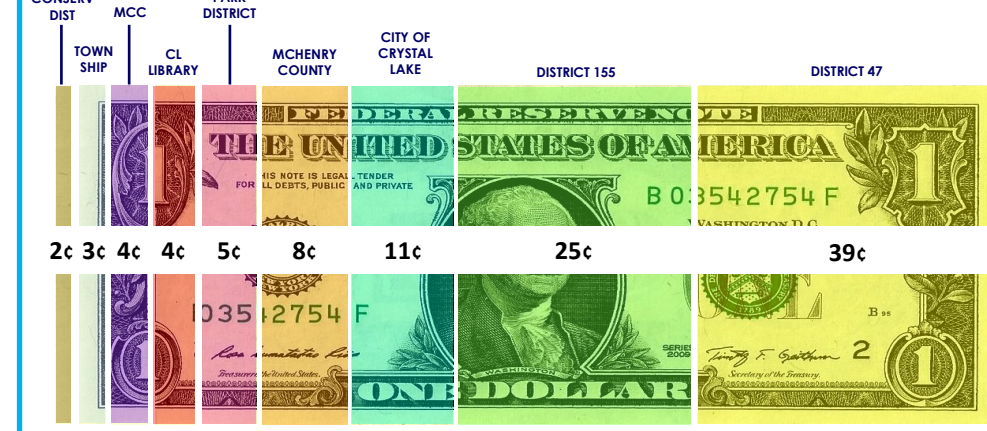 DIST
MCC
DISTRICT
TOWN
SHIP
CL
LIBRARY
MCHENRY
COUNTY
CITY OF
CRYSTAL
LAKE
DISTRICT 155
DISTRICT 47
FEDERAL RESERVE NOTE
THE UNITED STATES OF AMERICA
THIS NOTE IS LEGAL TENDER
FOR ALL DEBTS, PUBLIC AND PRIVATE
B 03542754 F
WASHINGTON, D.C.
1
2¢ 3¢ 4¢ 4¢ 5¢ 8¢ 11¢ 25¢ 39¢
03542754 F
B 95
SERIES
2009
2
Treasurer of the United States.
Secretary of the Treasury.
WASHINGTON
1
ONE DOLLAR
1